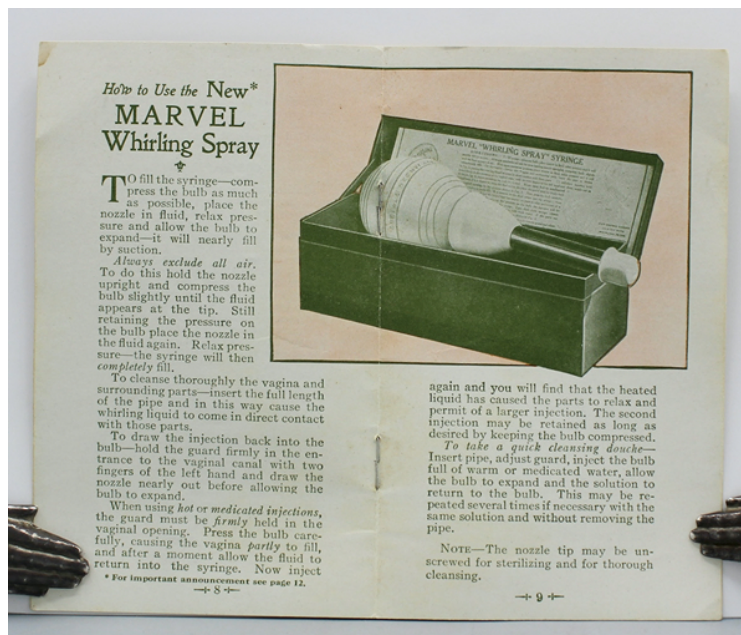 How to Use the New*
MARVEL
Whirling Spray
TO fill the syringe—com-
press the bulb as much
as possible, place the
nozzle in fluid, relax pres-
sure and allow the bulb to
expand—it will nearly fill
by suction.
Always exclude all air.
To do this hold the nozzle
upright and compress the
bulb slightly until the fluid
appears at the tip. Still
retaining the pressure on
the bulb place the nozzle in
the fluid again. Relax pres-
sure—the syringe will then
completely fill.
To cleanse thoroughly the vagina and
surrounding parts—insert the full length
of the pipe and in this way cause the
whirling liquid to come in direct contact
with those parts.
To draw the injection back into the
bulb—hold the guard firmly in the en-
trance to the vaginal canal with two
fingers of the left hand and draw the
nozzle nearly out before allowing the
bulb to expand.
When using hot or medicated injections,
the guard must be firmly held in the
vaginal opening. Press the bulb care-
fully, causing the vagina partly to fill,
and after a moment allow the fluid to
return into the syringe. Now inject
* For important announcement see page 12.
8
MARVEL "WHIRLING SPRAY" SYRINGE
again and you will find that the heated
liquid has caused the parts to relax and
permit of a larger injection. The second
injection may be retained as long as
desired by keeping the bulb compressed.
To take a quick cleansing douche—
Insert pipe, adjust guard, inject the bulb
full of warm or medicated water, allow
the bulb to expand and the solution to
return to the bulb. This may be re-
peated several times if necessary with the
same solution and without removing the
pipe.
NOTE—The nozzle tip may be un-
screwed for sterilizing and for thorough
cleansing.
9